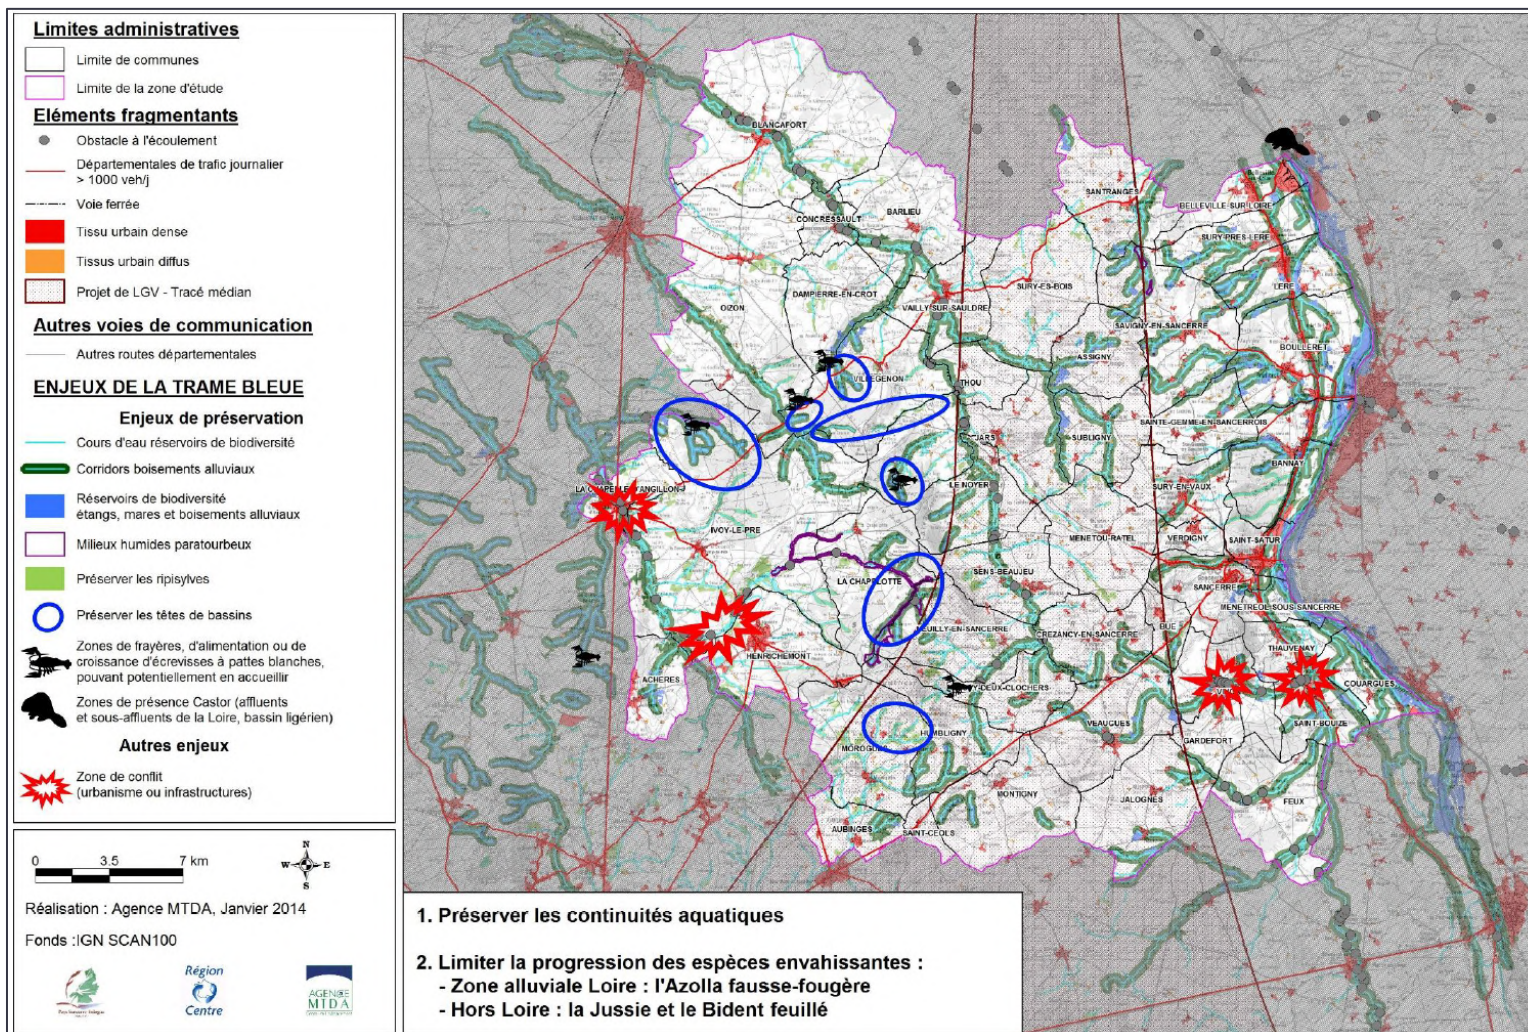 Limites administratives
Limite de communes
Limite de la zone d'étude
Eléments fragmentants
Obstacle à l'écoulement
Départementales de trafic journalier
> 1000 veh/j
Voie ferrée
Tissu urbain dense
Tissus urbain diffus
Projet de LGV - Tracé médian
Autres voies de communication
Autres routes départementales
ENJEUX DE LA TRAME BLEUE
Enjeux de préservation
Cours d'eau réservoirs de biodiversité
Corridors boisements alluviaux
Réservoirs de biodiversité
étangs, mares et boisements alluviaux
Milieux humides paratourbeux
Préserver les ripisylves
Préserver les têtes de bassins
Zones de frayères, d'alimentation ou de
croissance d'écrevisses à pattes blanches,
pouvant potentiellement en accueillir
Zones de présence Castor (affluents
et sous-affluents de la Loire, bassin ligérien)
Autres enjeux
Zone de conflit
(urbanisme ou infrastructures)
0 3,5 7 km
N
W E
S
Réalisation : Agence MTDA, Janvier 2014
Fonds :IGN SCAN100
Région
Centre
AGENCE
MTDA
BLANCAFORT
SANTRANGES
BELLEVILLE-SUR-LOIRE
CONCRESSAULT
BARLIEU
SURY-PRES-LERE
LERE
SURY-ES-BOIS
DAMPIERRE-EN-CROT
OIZON
VAILLY-SUR-SAULDRE
SAVIGNY-EN-SANCERRE
BOULLERET
ASSIGNY
VILLEGENON
THOU
SAINTE-GEMME-EN-SANCERROIS
JARS
SUBLIGNY
BANNAY
LE NOYER
SURY-EN-VAUX
LA CHAPELLE-D'ANGILLON
IVOY-LE-PRE
MENETOU-RATEL
VERDIGNY
SAINT-SATUR
SENS-BEAUJEU
LA CHAPELOTTE
SANCERRE
MENETREOL-SOUS-SANCERRE
BUE
NEUILLY-EN-SANCERRE
CREZANCY-EN-SANCERRE
THAUVENAY
HENRICHEMONT
ACHERES
COUARGUES
Y-DEUX-CLOCHERS
VEAUGUES
SAINT-BOUIZE
HUMBLIGNY
GARDEFORT
MOROGUES
MONTIGNY
JALOGNES
FEUX
AUBINGES
SAINT-CEOLS
1. Préserver les continuités aquatiques
2. Limiter la progression des espèces envahissantes :
- Zone alluviale Loire : l'Azolla fausse-fougère
- Hors Loire : la Jussie et le Bident feuillé